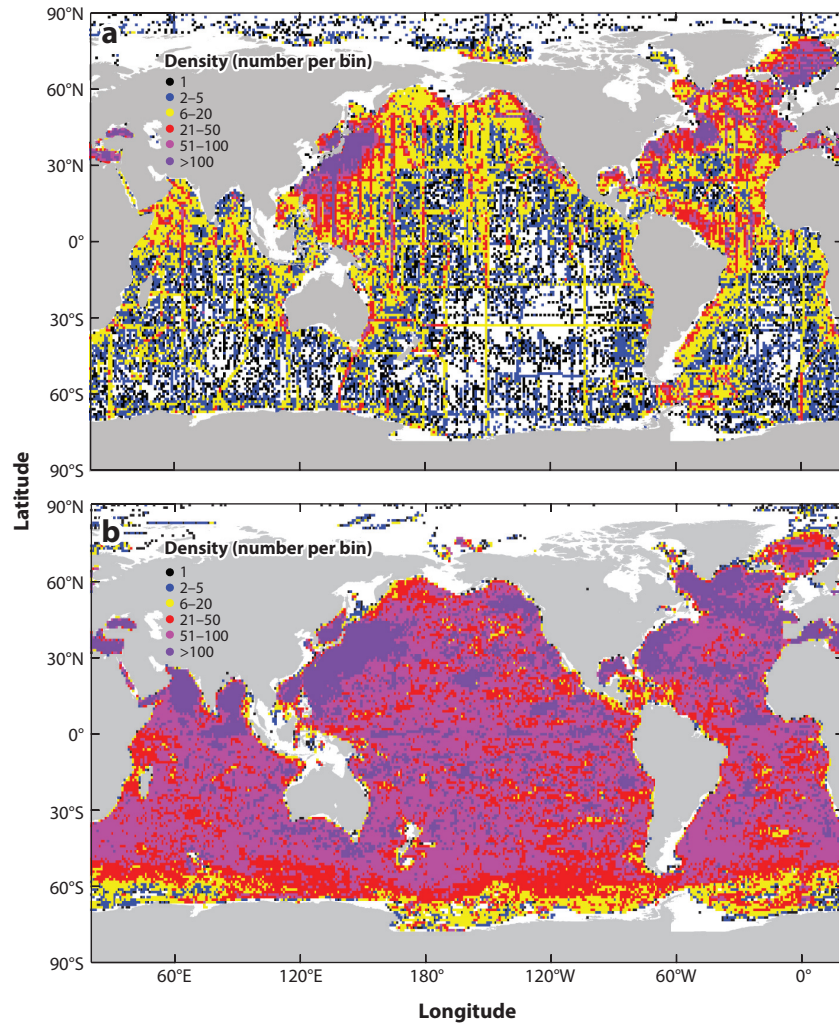 a
90°N
Density (number per bin)
1
2–5
6–20
21–50
51–100
>100
60°N
30°N
0°
30°S
60°S
90°S
Latitude
b
90°N
Density (number per bin)
1
2–5
6–20
21–50
51–100
>100
60°N
30°N
0°
30°S
60°S
90°S
60°E 120°E 180° 120°W 60°W 0°
Longitude